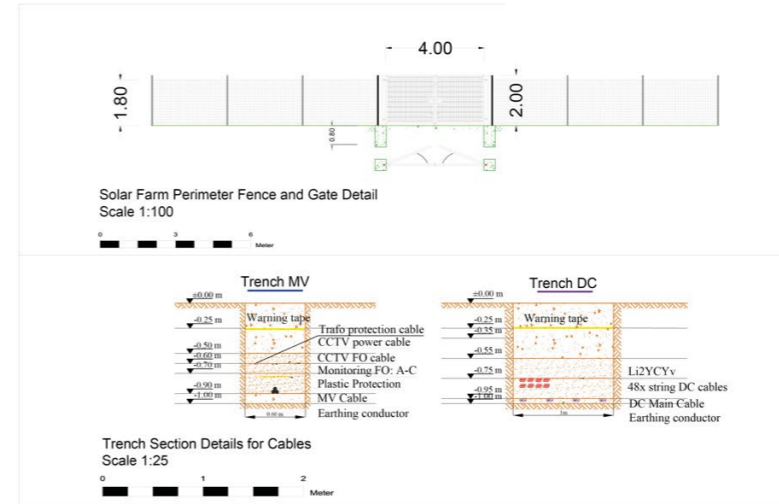 4.00
1.80
2.00
0.80
Solar Farm Perimeter Fence and Gate Detail
Scale 1:100
0 3 6
Meter
Trench MV
Trench DC
±0.00 m
-0.25 m
Warning tape
-0.50 m
-0.60 m
-0.70 m
-0.90 m
-1.00 m
Trafo protection cable
CCTV power cable
CCTV FO cable
Monitoring FO: A-C
Plastic Protection
MV Cable
Earthing conductor
±0.00 m
-0.25 m
-0.35 m
Warning tape
-0.55 m
-0.75 m
-0.95 m
-1.00 m
Li2YCYv
48x string DC cables
DC Main Cable
Earthing conductor
1m
Trench Section Details for Cables
Scale 1:25
0 1 2
Meter